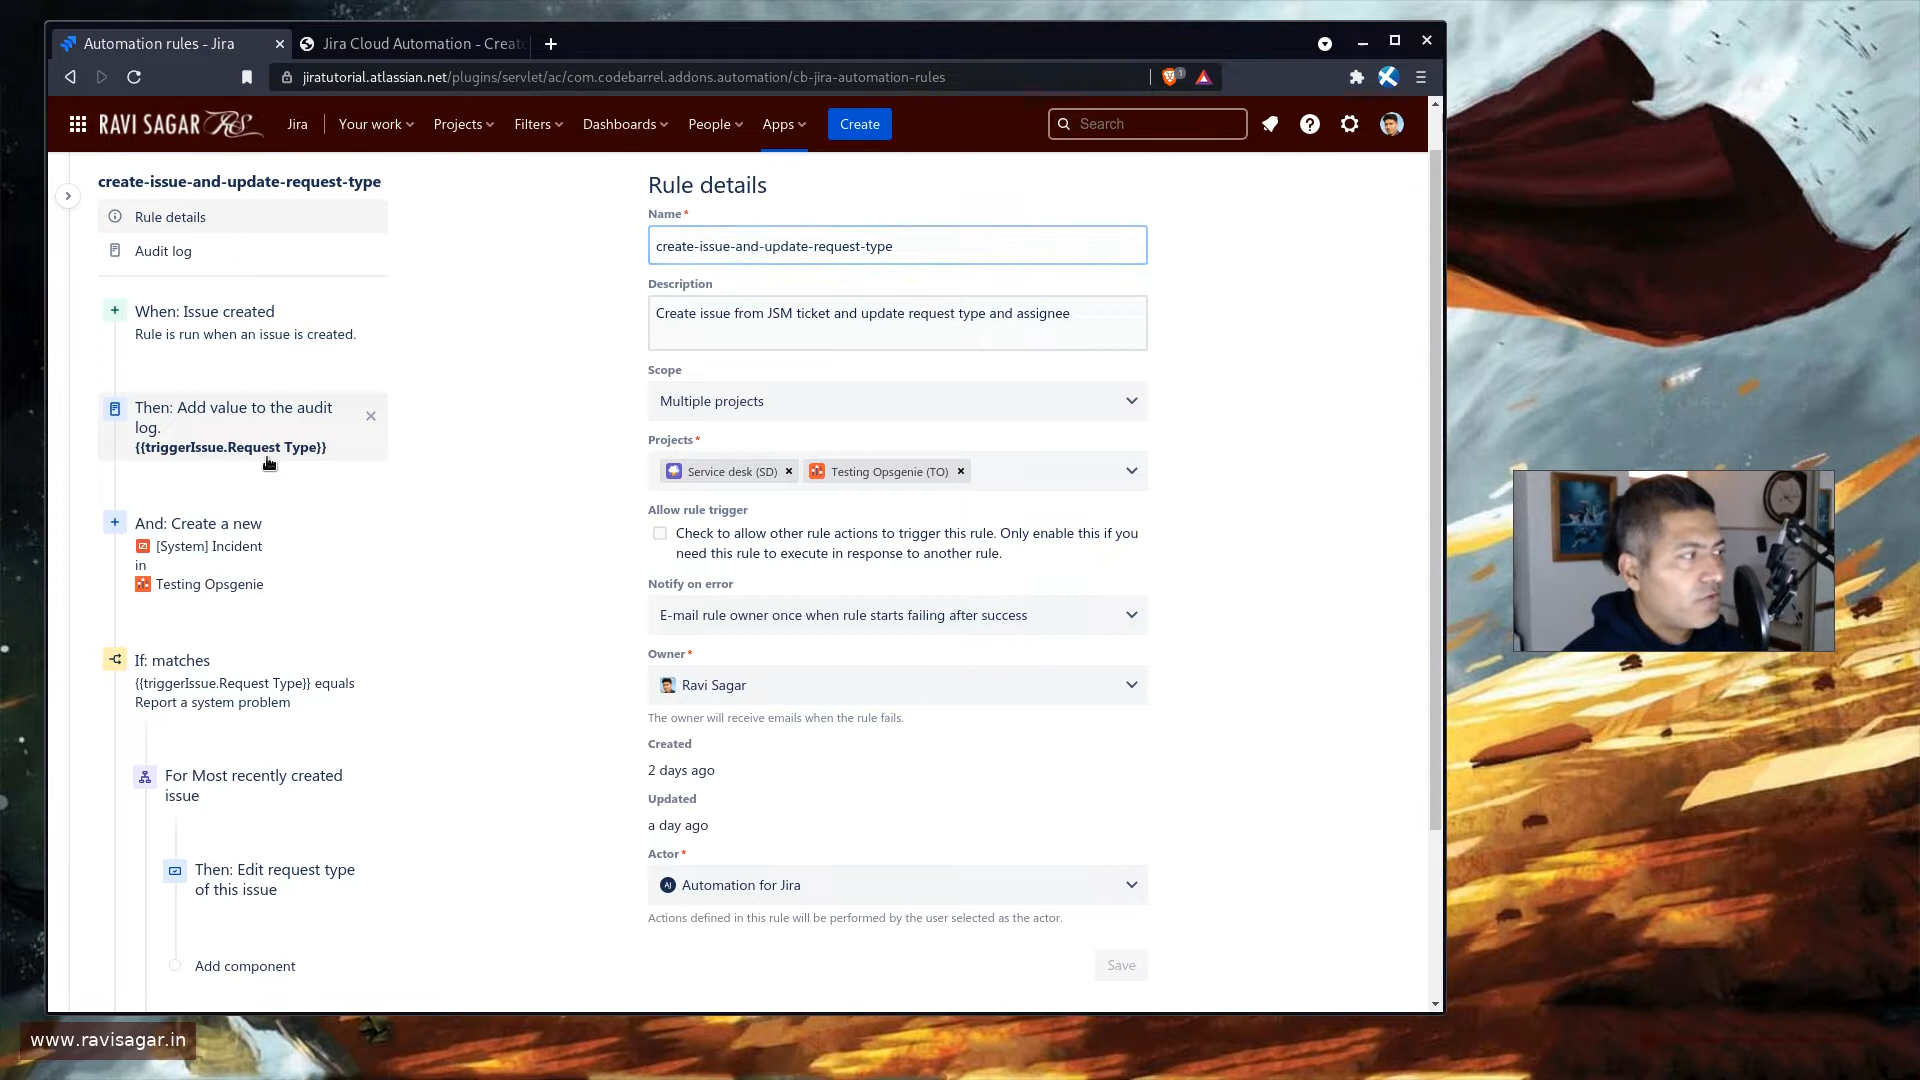 Automation rules - Jira
Jira Cloud Automation - Create
jiratutorial.atlassian.net/plugins/servlet/ac/com.codebarrel.addons.automation/cb-jira-automation-rules
1
RAVI SAGAR RS
Jira
Your work
Projects
Filters
Dashboards
People
Apps
Create
Search
create-issue-and-update-request-type
Rule details
Audit log
When: Issue created
Rule is run when an issue is created.
Then: Add value to the audit
log.
{{triggerIssue.Request Type}}
And: Create a new
[System] Incident
in
Testing Opsgenie
If: matches
{{triggerIssue.Request Type}} equals
Report a system problem
For Most recently created
issue
Then: Edit request type
of this issue
Add component
Rule details
Name*
create-issue-and-update-request-type
Description
Create issue from JSM ticket and update request type and assignee
Scope
Multiple projects
Projects*
Service desk (SD)
Testing Opsgenie (TO)
Allow rule trigger
Check to allow other rule actions to trigger this rule. Only enable this if you
need this rule to execute in response to another rule.
Notify on error
E-mail rule owner once when rule starts failing after success
Owner*
Ravi Sagar
The owner will receive emails when the rule fails.
Created
2 days ago
Updated
a day ago
Actor*
AJ Automation for Jira
Actions defined in this rule will be performed by the user selected as the actor.
Save
www.ravisagar.in